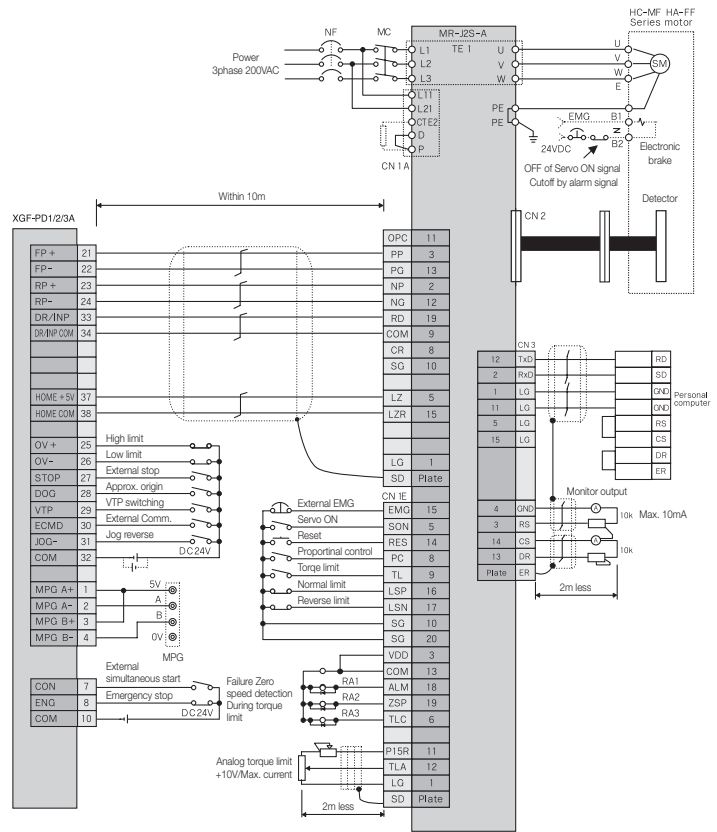 HC-MF HA-FF
Series motor
NF
MC
MR-J2S-A
TE 1
Power
3phase 200VAC
L1
L2
L3
U
V
W
U
V
W
E
SM
L11
L21
CTE2
D
P
CN 1A
PE
PE
EMG
B1
24VDC
B2
Electronic
brake
OFF of Servo ON signal
Cutoff by alarm signal
Detector
CN 2
Within 10m
XGF-PD1/2/3A
FP + 21
FP- 22
RP + 23
RP- 24
DR/INP 33
DR/INP COM 34
HOME + 5V 37
HOME COM 38
OV + 25 High limit
OV- 26 Low limit
STOP 27 External stop
DOG 28 Approx. origin
VTP 29 VTP switching
ECMD 30 External Comm.
JOG- 31 Jog reverse
COM 32
DC24V
MPG A+ 1
MPG A- 2
MPG B+ 3
MPG B- 4
5V
A
B
0V
MPG
External
simultaneous start
CON 7
Emergency stop
ENG 8
COM 10
DC24V
OPC 11
PP 3
PG 13
NP 2
NG 12
RD 19
COM 9
CR 8
SG 10
LZ 5
LZR 15
LG 1
SD Plate
CN 1E
External EMG EMG 15
Servo ON SON 5
Reset RES 14
Proportinal control PC 8
Torqe limit TL 9
Normal limit LSP 16
Reverse limit LSN 17
SG 10
SG 20
VDD 3
COM 13
Failure Zero
speed detection
During torque
limit
RA1 ALM 18
RA2 ZSP 19
RA3 TLC 6
Analog torque limit
+10V/Max. current
P15R 11
TLA 12
LG 1
SD Plate
2m less
CN 3
12 TxD RD
2 RxD SD
1 LG GND
11 LG GND
5 LG RS
15 LG CS
DR
ER
Personal
computer
Monitor output
4 GND A
10k Max. 10mA
3 RS
14 CS A
10k
13 DR
Plate ER
2m less